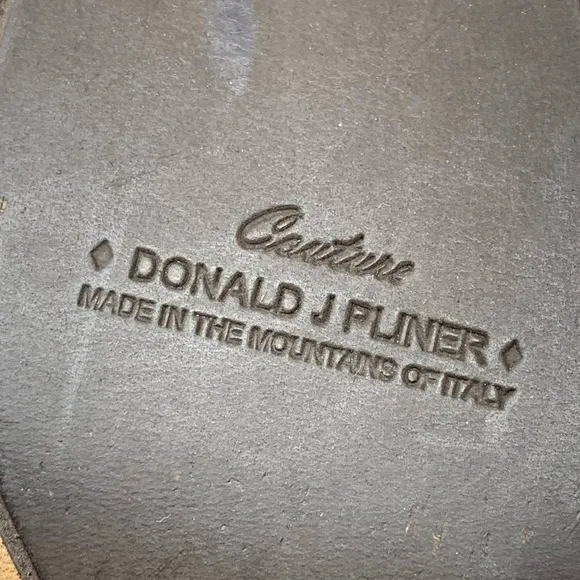 Couture
◆ DONALD J PLINER ◆
MADE IN THE MOUNTAINS OF ITALY